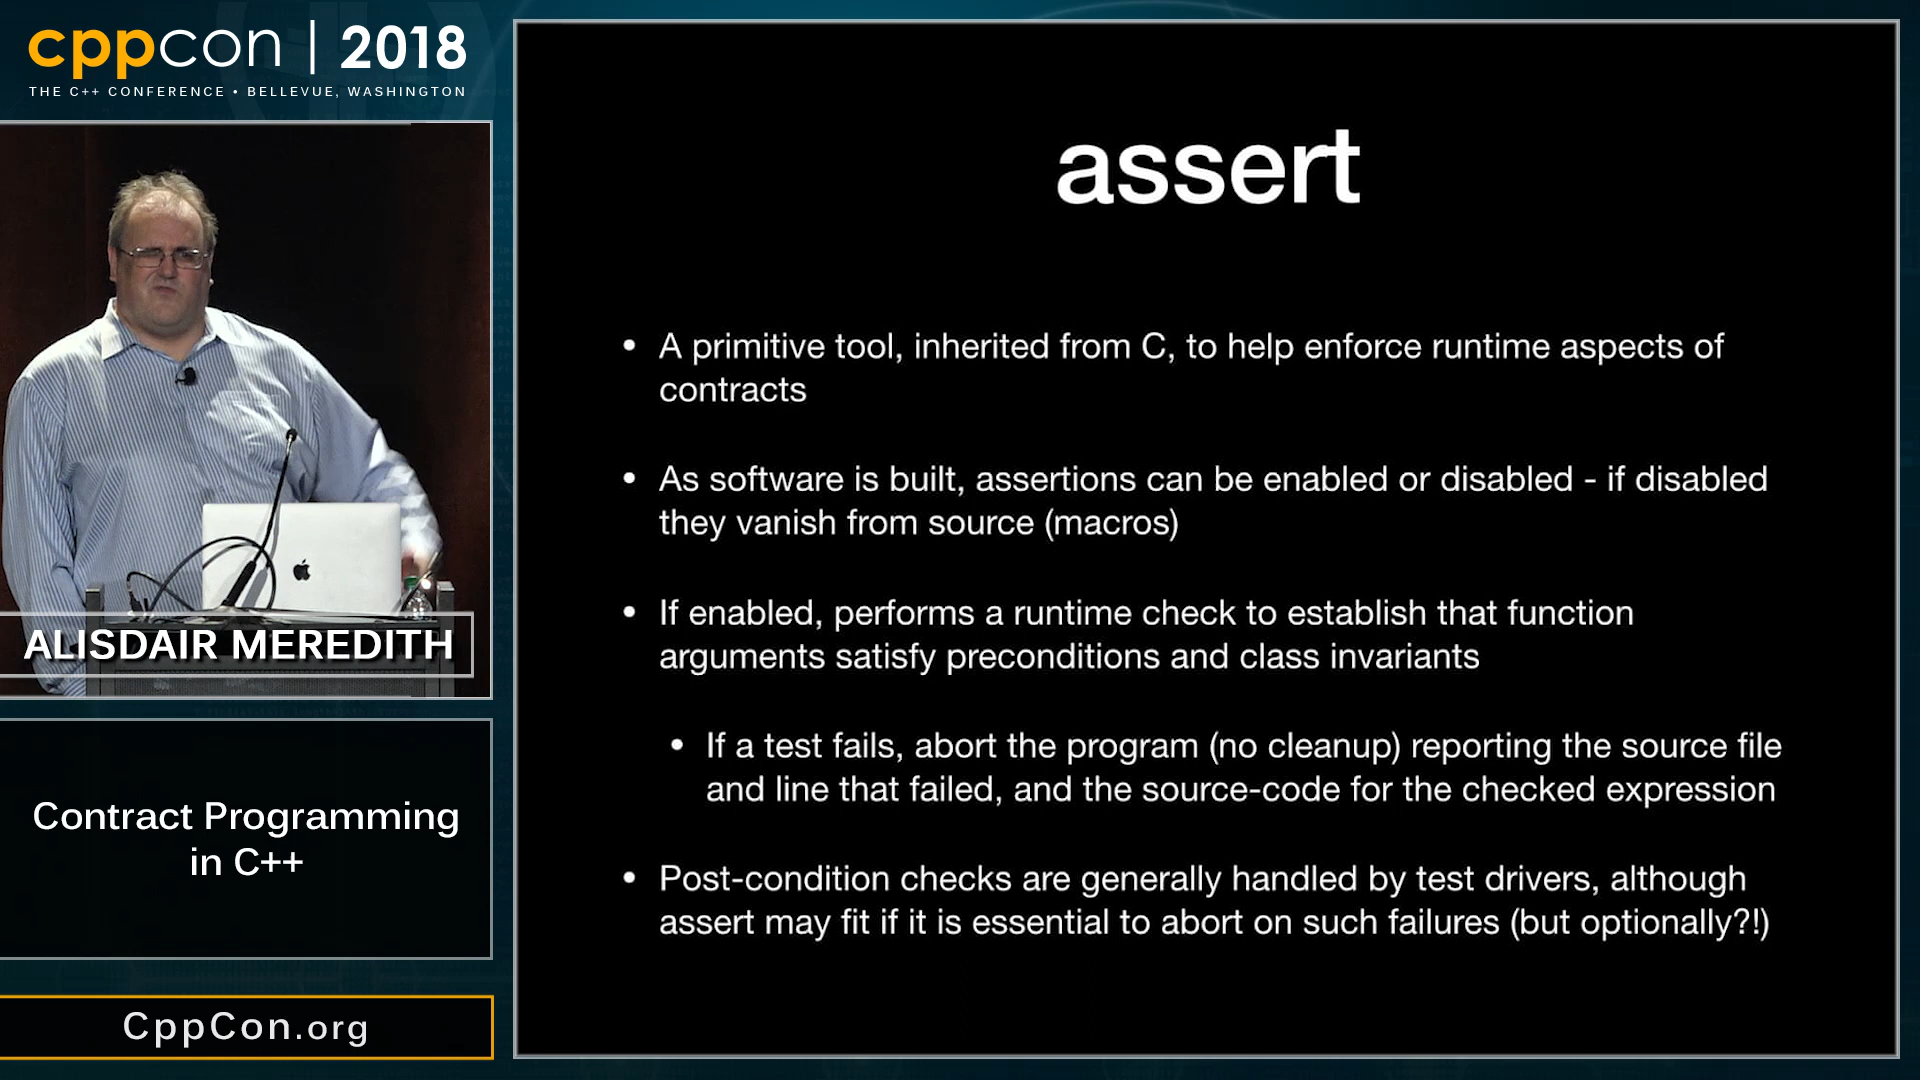 cppcon | 2018
THE C++ CONFERENCE • BELLEVUE, WASHINGTON
ALISDAIR MEREDITH
Contract Programming
in C++
CppCon.org
assert
• A primitive tool, inherited from C, to help enforce runtime aspects of
contracts
• As software is built, assertions can be enabled or disabled - if disabled
they vanish from source (macros)
• If enabled, performs a runtime check to establish that function
arguments satisfy preconditions and class invariants
• If a test fails, abort the program (no cleanup) reporting the source file
and line that failed, and the source-code for the checked expression
• Post-condition checks are generally handled by test drivers, although
assert may fit if it is essential to abort on such failures (but optionally?!)